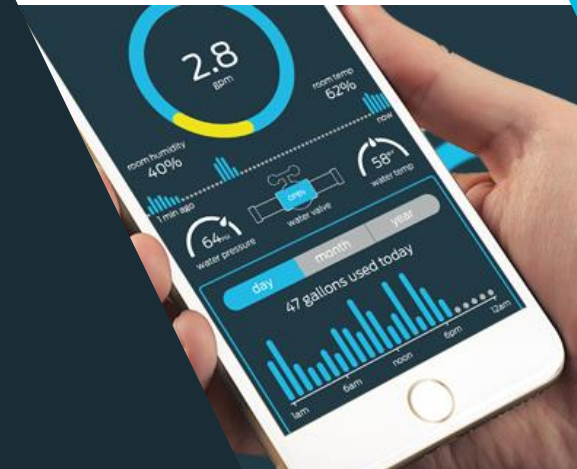 2.8
gpm
room temp
62%
room humidity
40%
1 min ago
now
64
water pressure
OPEN
water valve
58°F
water temp
day
month
year
47 gallons used today
1am
6am
noon
6pm
12am